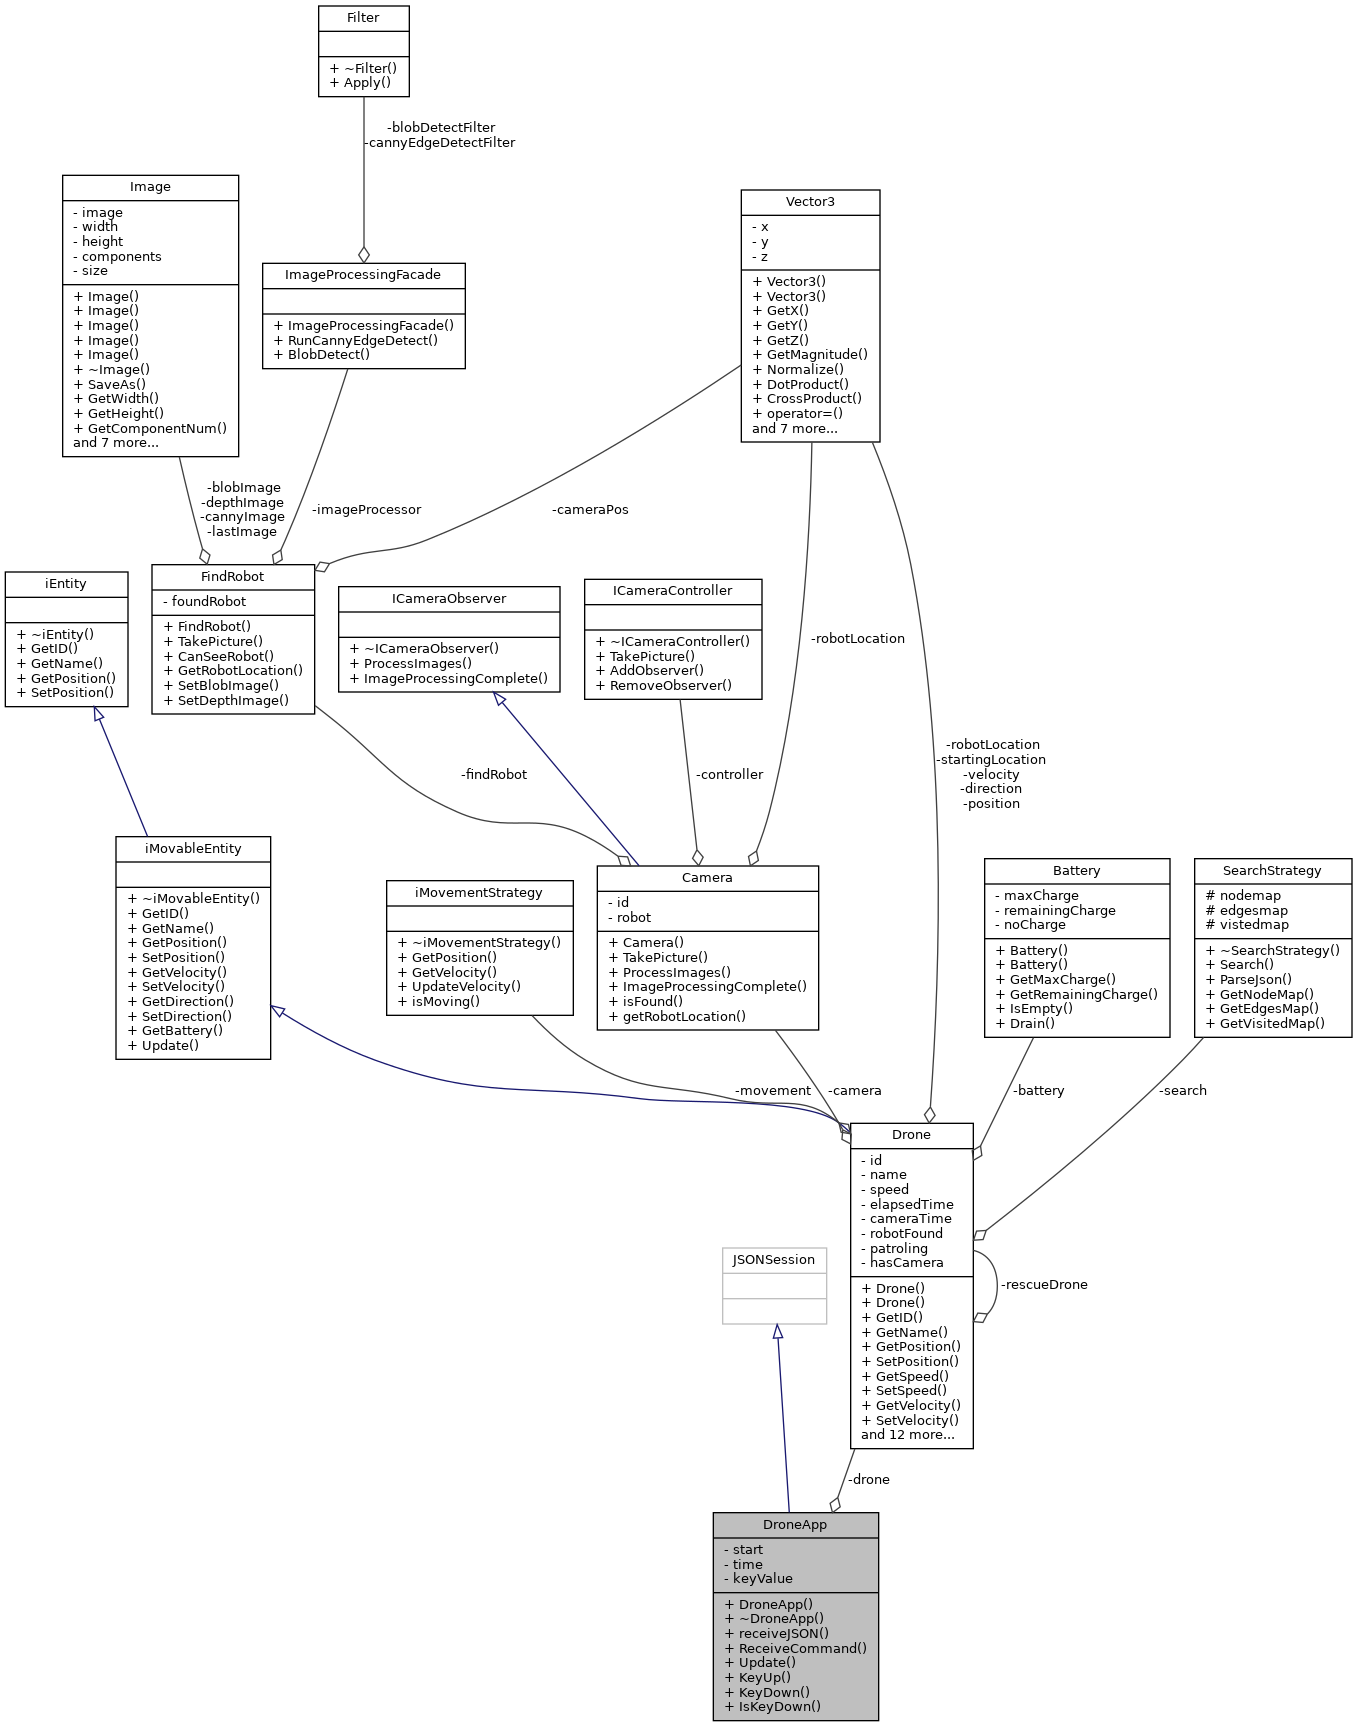 Filter
+ ~Filter()
+ Apply()
-blobDetectFilter
-cannyEdgeDetectFilter
Image
- image
- width
- height
- components
- size
+ Image()
+ Image()
+ Image()
+ Image()
+ Image()
+ ~Image()
+ SaveAs()
+ GetWidth()
+ GetHeight()
+ GetComponentNum()
and 7 more...
ImageProcessingFacade
+ ImageProcessingFacade()
+ RunCannyEdgeDetect()
+ BlobDetect()
Vector3
- x
- y
- z
+ Vector3()
+ Vector3()
+ GetX()
+ GetY()
+ GetZ()
+ GetMagnitude()
+ Normalize()
+ DotProduct()
+ CrossProduct()
+ operator=()
and 7 more...
-blobImage
-depthImage
-cannyImage
-lastImage
-imageProcessor
-cameraPos
iEntity
+ ~iEntity()
+ GetID()
+ GetName()
+ GetPosition()
+ SetPosition()
FindRobot
- foundRobot
+ FindRobot()
+ TakePicture()
+ CanSeeRobot()
+ GetRobotLocation()
+ SetBlobImage()
+ SetDepthImage()
ICameraObserver
+ ~ICameraObserver()
+ ProcessImages()
+ ImageProcessingComplete()
ICameraController
+ ~ICameraController()
+ TakePicture()
+ AddObserver()
+ RemoveObserver()
-robotLocation
-findRobot
-controller
-robotLocation
-startingLocation
-velocity
-direction
-position
iMovableEntity
+ ~iMovableEntity()
+ GetID()
+ GetName()
+ GetPosition()
+ SetPosition()
+ GetVelocity()
+ SetVelocity()
+ GetDirection()
+ SetDirection()
+ GetBattery()
+ Update()
iMovementStrategy
+ ~iMovementStrategy()
+ GetPosition()
+ GetVelocity()
+ UpdateVelocity()
+ isMoving()
Camera
- id
- robot
+ Camera()
+ TakePicture()
+ ProcessImages()
+ ImageProcessingComplete()
+ isFound()
+ getRobotLocation()
Battery
- maxCharge
- remainingCharge
- noCharge
+ Battery()
+ Battery()
+ GetMaxCharge()
+ GetRemainingCharge()
+ IsEmpty()
+ Drain()
SearchStrategy
# nodemap
# edgesmap
# vistedmap
+ ~SearchStrategy()
+ Search()
+ ParseJson()
+ GetNodeMap()
+ GetEdgesMap()
+ GetVisitedMap()
-movement
-camera
-battery
-search
Drone
- id
- name
- speed
- elapsedTime
- cameraTime
- robotFound
- patroling
- hasCamera
+ Drone()
+ Drone()
+ GetID()
+ GetName()
+ GetPosition()
+ SetPosition()
+ GetSpeed()
+ SetSpeed()
+ GetVelocity()
+ SetVelocity()
and 12 more...
-rescueDrone
JSONSession
-drone
DroneApp
- start
- time
- keyValue
+ DroneApp()
+ ~DroneApp()
+ receiveJSON()
+ ReceiveCommand()
+ Update()
+ KeyUp()
+ KeyDown()
+ IsKeyDown()